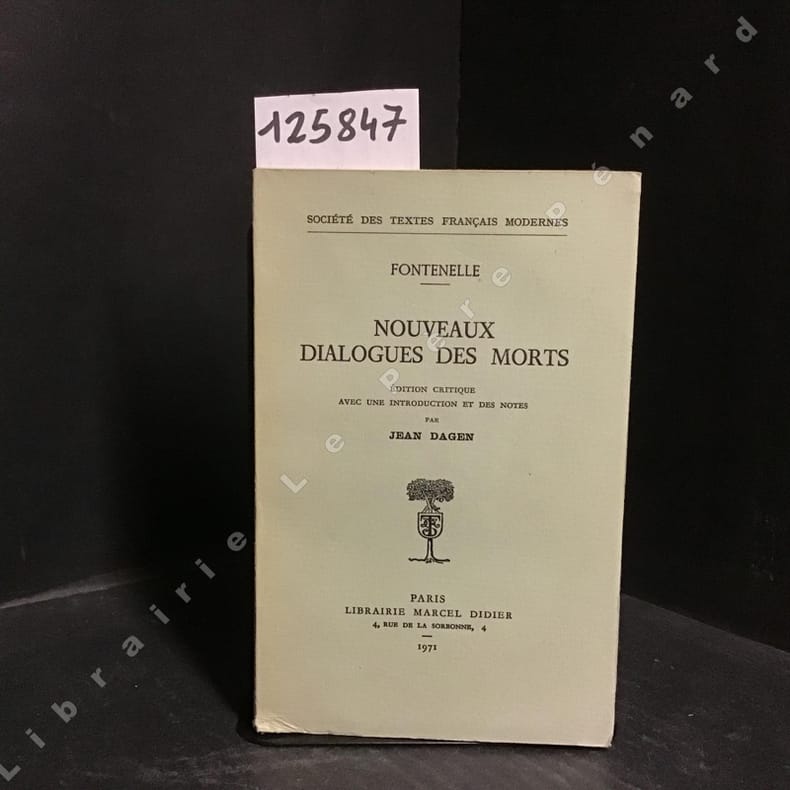 125847
SOCIÉTÉ DES TEXTES FRANÇAIS MODERNES
FONTENELLE
NOUVEAUX
DIALOGUES DES MORTS
ÉDITION CRITIQUE
AVEC UNE INTRODUCTION ET DES NOTES
PAR
JEAN DAGEN
PARIS
LIBRAIRIE MARCEL DIDIER
4, RUE DE LA SORBONNE, 4
1971
Librairie Le Père Pénard